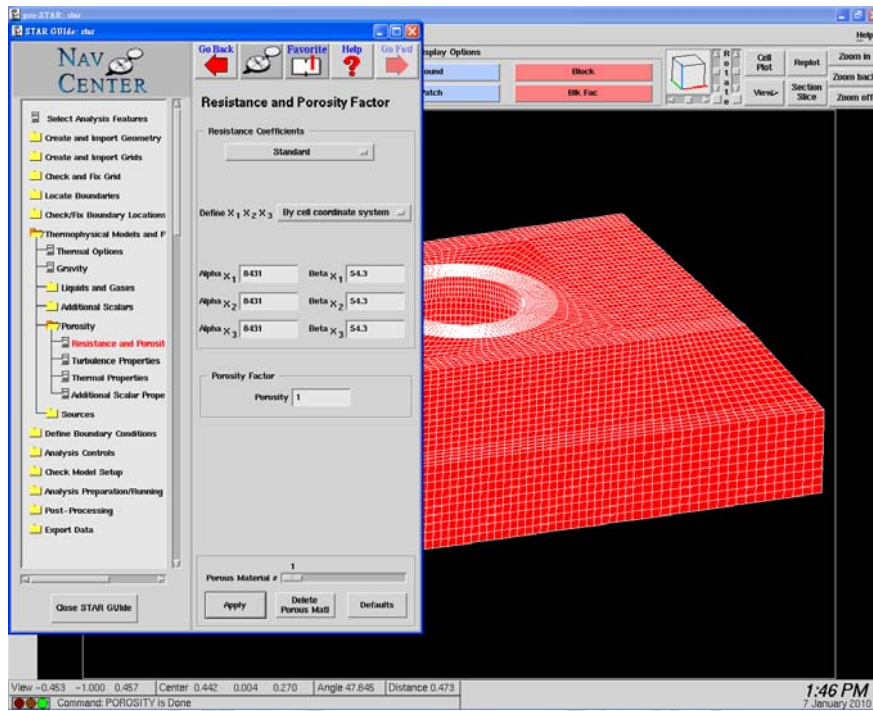 pro-STAR: star
STAR GUIde: star
Help
NAV CENTER
Go Back
Favorite
Help
Go Fwd
Display Options
Block
Blk Fac
Rotate
Cell Plot
Replot
Zoom in
Zoom back
View->
Section Slice
Zoom off
Select Analysis Features
Create and Import Geometry
Create and Import Grids
Check and Fix Grid
Locate Boundaries
Check/Fix Boundary Locations
Thermophysical Models and P
Thermal Options
Gravity
Liquids and Gases
Additional Scalars
Porosity
Resistance and Porosit
Turbulence Properties
Thermal Properties
Additional Scalar Prope
Sources
Define Boundary Conditions
Analysis Controls
Check Model Setup
Analysis Preparation/Running
Post-Processing
Export Data
Close STAR GUIde
Resistance and Porosity Factor
Resistance Coefficients
Standard
Define X1 X2 X3 By cell coordinate system
Alpha X1 8431 Beta X1 54.3
Alpha X2 8431 Beta X2 54.3
Alpha X3 8431 Beta X3 54.3
Porosity Factor
Porosity 1
1
Porous Material #
Apply
Delete Porous Matl
Defaults
View -0.453 -1.000 0.457 Center 0.442 0.004 0.270 Angle 47.845 Distance 0.473
Command: POROSITY is Done
1:46 PM
7 January 2010